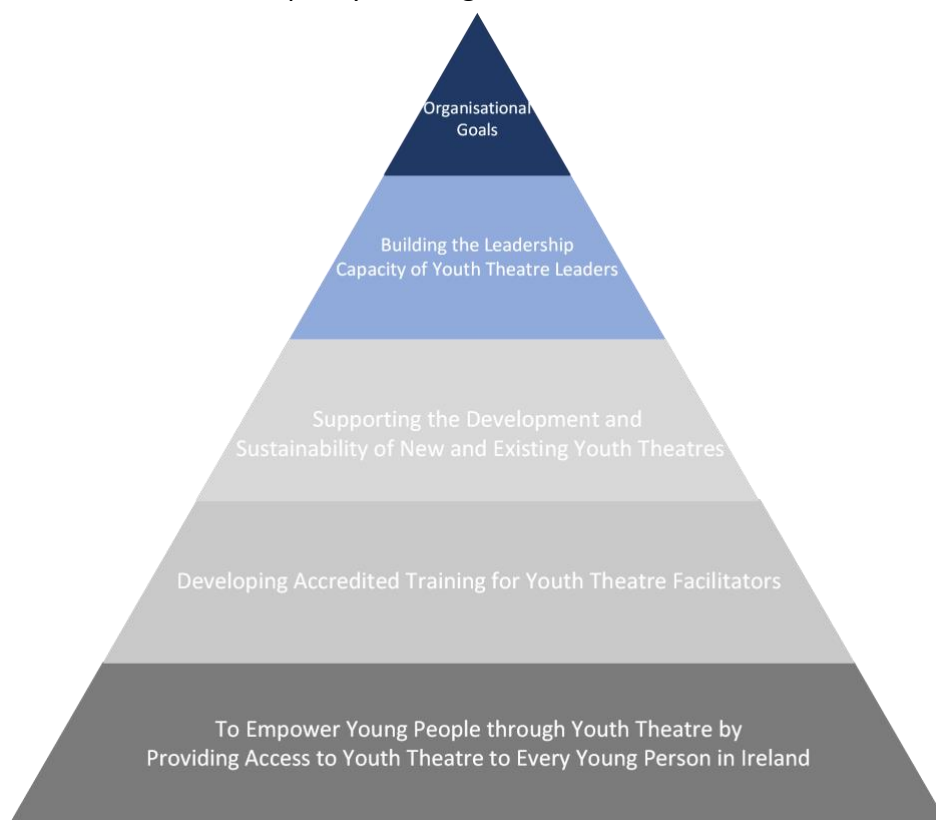 Organisational
Goals
Building the Leadership
Capacity of Youth Theatre Leaders
Supporting the Development and
Sustainability of New and Existing Youth Theatres
Developing Accredited Training for Youth Theatre Facilitators
To Empower Young People through Youth Theatre by
Providing Access to Youth Theatre to Every Young Person in Ireland